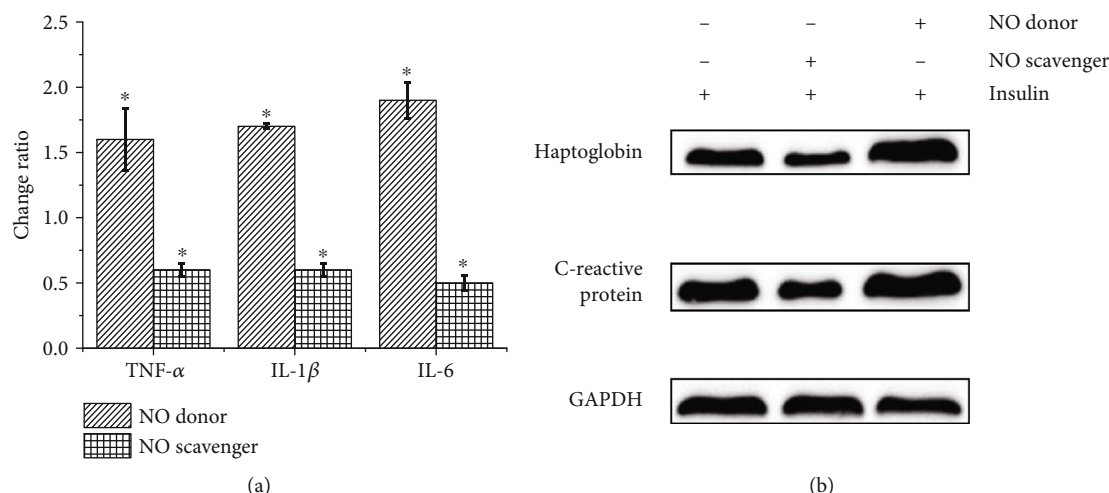 2.5
2.0
1.5
1.0
0.5
0.0
Change ratio
* * * * * *
TNF-α IL-1β IL-6
NO donor
NO scavenger
(a)
– – + NO donor
– + – NO scavenger
+ + + Insulin
Haptoglobin
C-reactive
protein
GAPDH
(b)